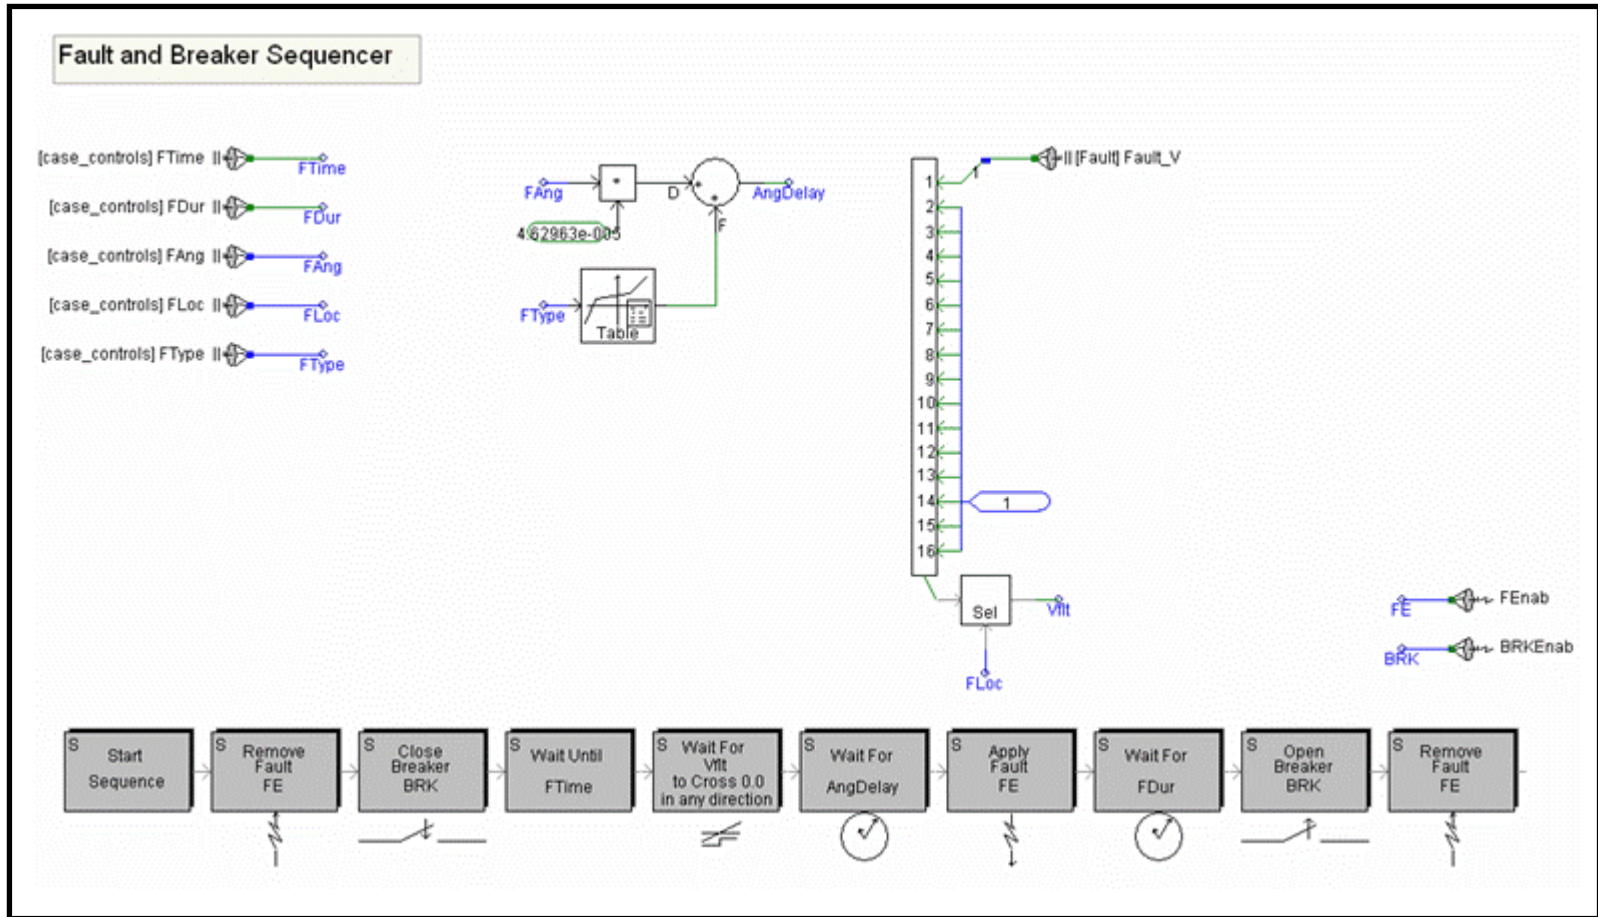 Fault and Breaker Sequencer
[case_controls] FTime
FTime
[case_controls] FDur
FDur
[case_controls] FAng
FAng
[case_controls] FLoc
FLoc
[case_controls] FType
FType
FAng
*
D
+
+
F
AngDelay
4.62963e-005
FType
Table
1
2
3
4
5
6
7
8
9
10
11
12
13
14
15
16
1
[Fault] Fault_V
1
Sel
Vflt
FLoc
FE
FEnab
BRK
BRKEnab
S
Start
Sequence
S
Remove
Fault
FE
S
Close
Breaker
BRK
S
Wait Until
FTime
S
Wait For
Vflt
to Cross 0.0
in any direction
S
Wait For
AngDelay
S
Apply
Fault
FE
S
Wait For
FDur
S
Open
Breaker
BRK
S
Remove
Fault
FE